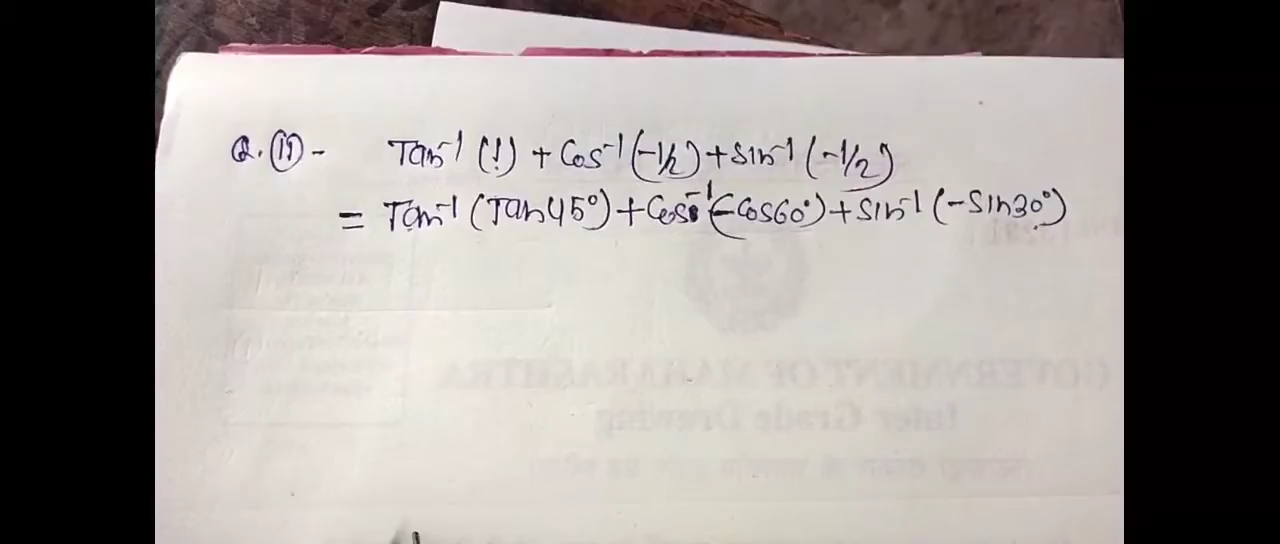 Q. (11) - Tan⁻¹ (1) + Cos⁻¹ (-1/2) + Sin⁻¹ (-1/2)
= Tan⁻¹ (Tan45°) + Cos⁻¹ (-Cos60°) + Sin⁻¹ (-Sin30°)
GOVERNMENT OF MAHARASHTRA
Inter Grade Drawing